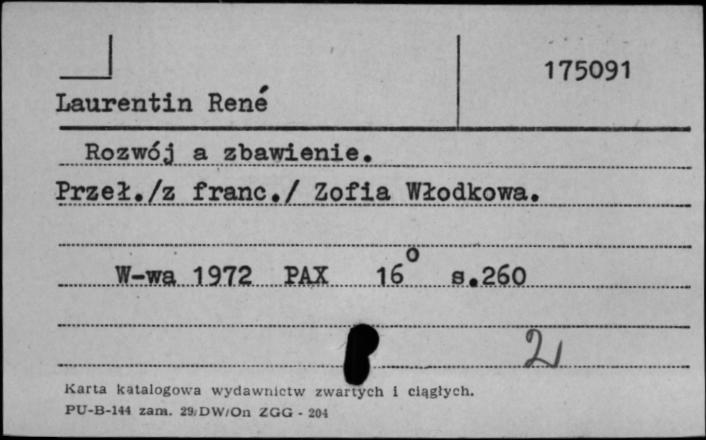 175091
Laurentin René
Rozwój a zbawienie.
Przeł./z franc./ Zofia Włodkowa.
W-wa 1972 PAX 16° s.260
2
Karta katalogowa wydawnictw zwartych i ciągłych.
PU-B-144 zam. 29/DW/On ZGG - 204